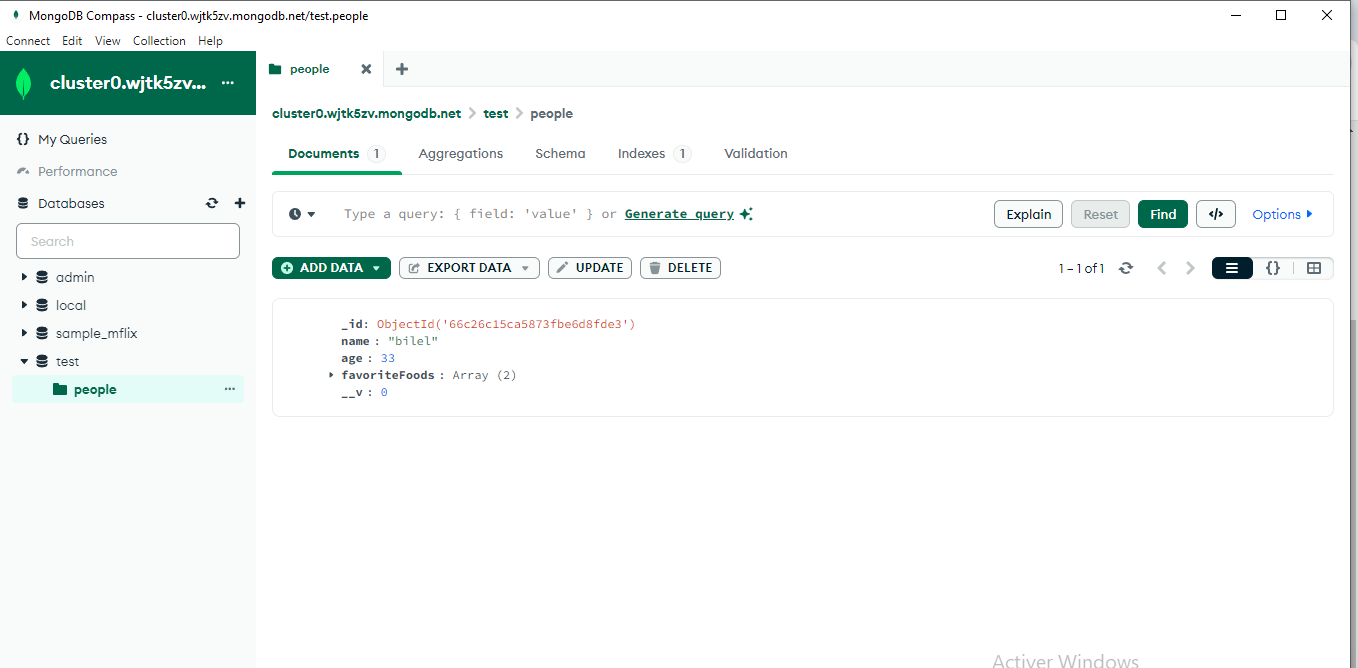 MongoDB Compass - cluster0.wjtk5zv.mongodb.net/test.people
Connect Edit View Collection Help
cluster0.wjtk5zv... ...
people
cluster0.wjtk5zv.mongodb.net > test > people
{} My Queries
Documents 1 Aggregations Schema Indexes 1 Validation
Performance
Databases
Type a query: { field: 'value' } or Generate query
Explain Reset Find </> Options
Search
ADD DATA EXPORT DATA UPDATE DELETE
1 – 1 of 1
{}
admin
local
sample_mflix
test
people ...
_id: ObjectId('66c26c15ca5873fbe6d8fde3')
name : "bilel"
age : 33
favoriteFoods : Array (2)
__v : 0
Activer Windows